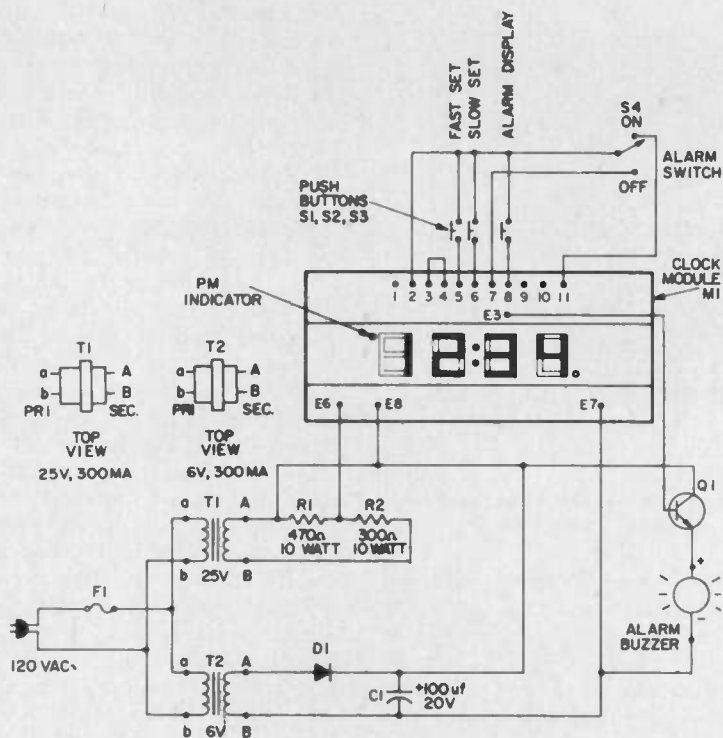 FAST SET
SLOW SET
ALARM DISPLAY
S4
ON
ALARM
SWITCH
OFF
PUSH
BUTTONS
S1, S2, S3
CLOCK
MODULE
M1
PM
INDICATOR
1 2 3 4 5 6 7 8 9 10 11
E3
T1
a A
b B
PRI SEC.
TOP
VIEW
25V, 300MA
T2
a A
b B
PRI SEC.
TOP
VIEW
6V, 300MA
E6 E8 E7
Q1
a T1 A
R1 R2
470Ω 300Ω
10 WATT 10 WATT
b 25V B
+
F1
ALARM
BUZZER
120 VAC~
D1
a T2 A
C1 +100uf
20V
b 6V B